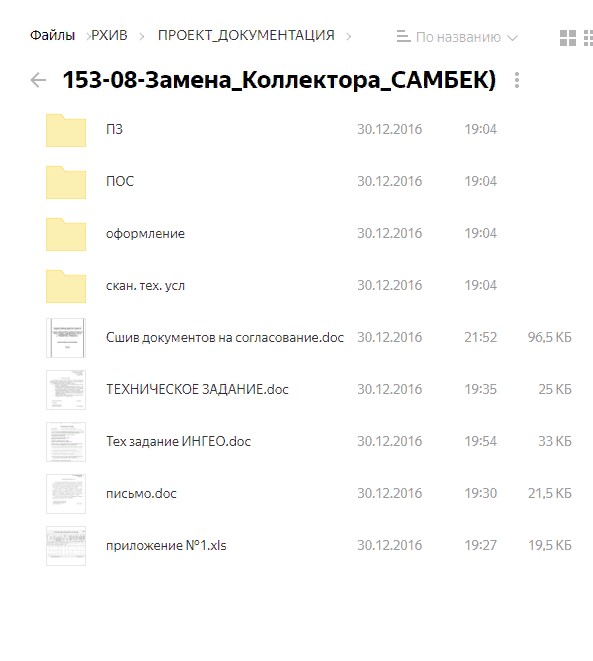 Файлы РХИВ ПРОЕКТ_ДОКУМЕНТАЦИЯ По названию
153-08-Замена_Коллектора_САМБЕК)
ПЗ 30.12.2016 19:04
ПОС 30.12.2016 19:04
оформление 30.12.2016 19:04
скан. тех. усл 30.12.2016 19:04
Сшив документов на согласование.doc 30.12.2016 21:52 96,5 КБ
ТЕХНИЧЕСКОЕ ЗАДАНИЕ.doc 30.12.2016 19:35 25 КБ
Тех задание ИНГЕО.doc 30.12.2016 19:54 33 КБ
письмо.doc 30.12.2016 19:30 21,5 КБ
приложение №1.xls 30.12.2016 19:27 19,5 КБ